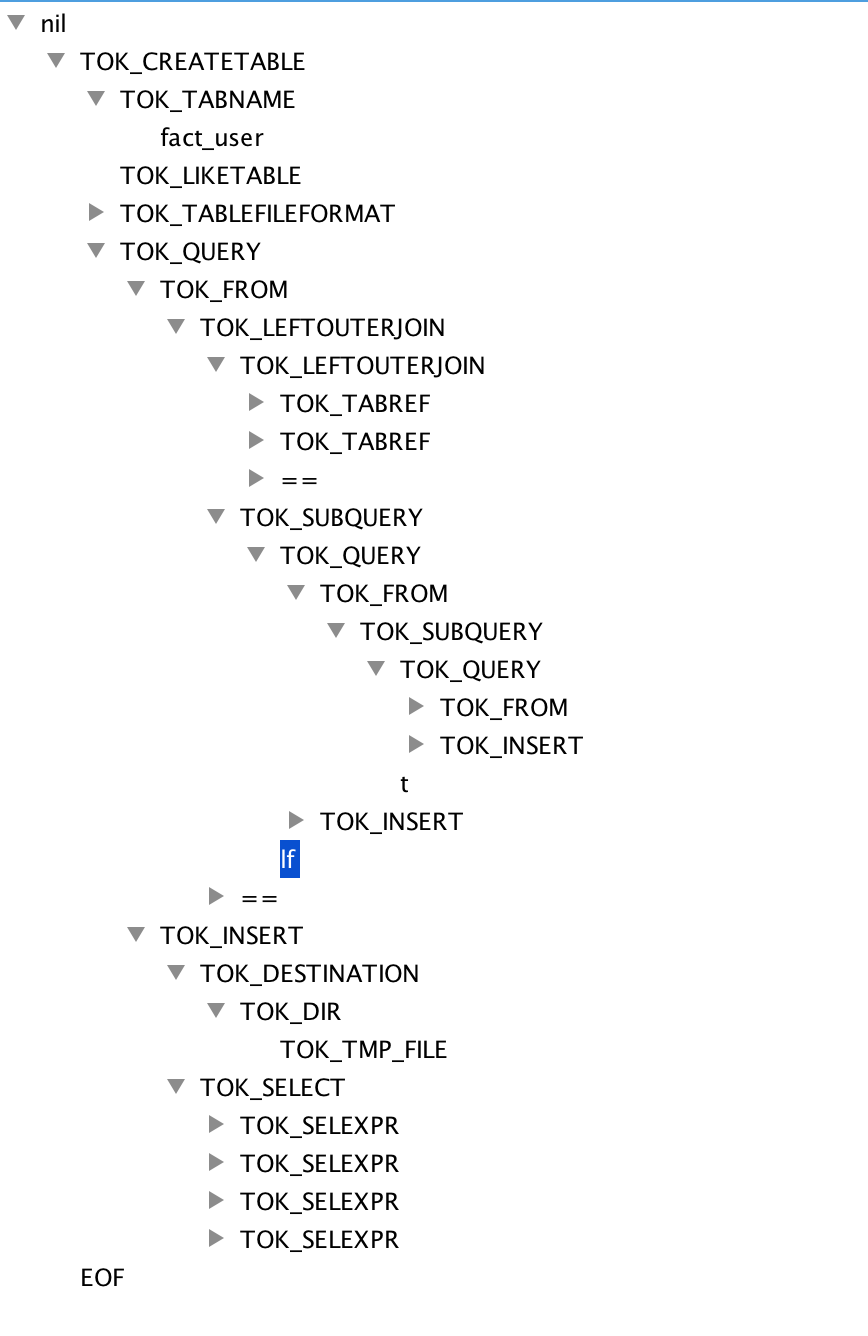 nil
TOK_CREATETABLE
TOK_TABNAME
fact_user
TOK_LIKETABLE
TOK_TABLEFILEFORMAT
TOK_QUERY
TOK_FROM
TOK_LEFTOUTERJOIN
TOK_LEFTOUTERJOIN
TOK_TABREF
TOK_TABREF
==
TOK_SUBQUERY
TOK_QUERY
TOK_FROM
TOK_SUBQUERY
TOK_QUERY
TOK_FROM
TOK_INSERT
t
TOK_INSERT
lf
==
TOK_INSERT
TOK_DESTINATION
TOK_DIR
TOK_TMP_FILE
TOK_SELECT
TOK_SELEXPR
TOK_SELEXPR
TOK_SELEXPR
TOK_SELEXPR
EOF